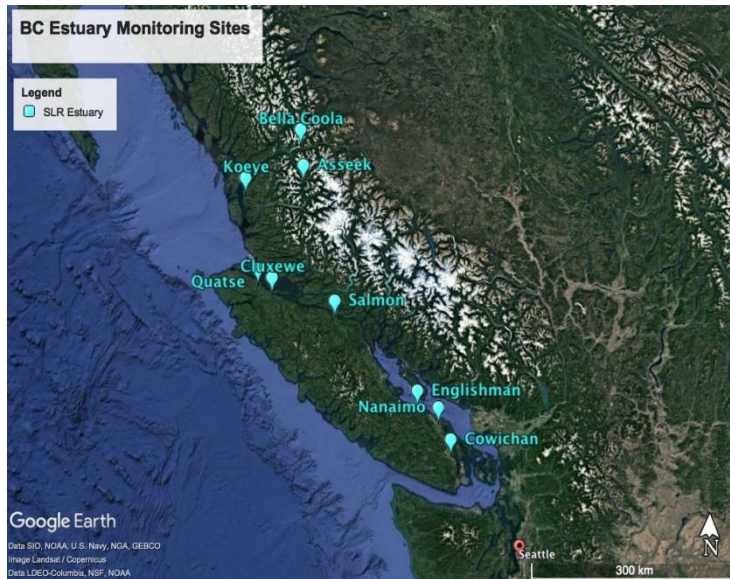 BC Estuary Monitoring Sites
Legend
SLR Estuary
Bella Coola
Koeye
Asseek
Cluxewe
Quatse
Salmon
Englishman
Nanaimo
Cowichan
Google Earth
Data SIO, NOAA, U.S. Navy, NGA, GEBCO
Image Landsat / Copernicus
Data LDEO-Columbia, NSF, NOAA
Seattle
300 km
N